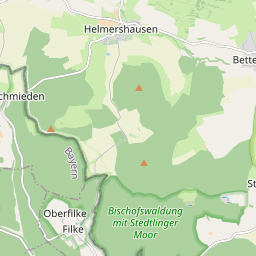 Helmershausen
Bette
chmieden
Bayern
St
Oberfilke
Filke
Bischofswaldung
mit Stedtlinger
Moor